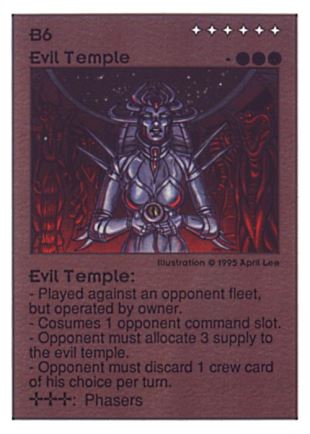 B6
Evil Temple
-
Illustration © 1995 April Lee
Evil Temple:
- Played against an opponent fleet,
but operated by owner.
- Cosumes 1 opponent command slot.
- Opponent must allocate 3 supply to
the evil temple.
- Opponent must discard 1 crew card
of his choice per turn.
: Phasers